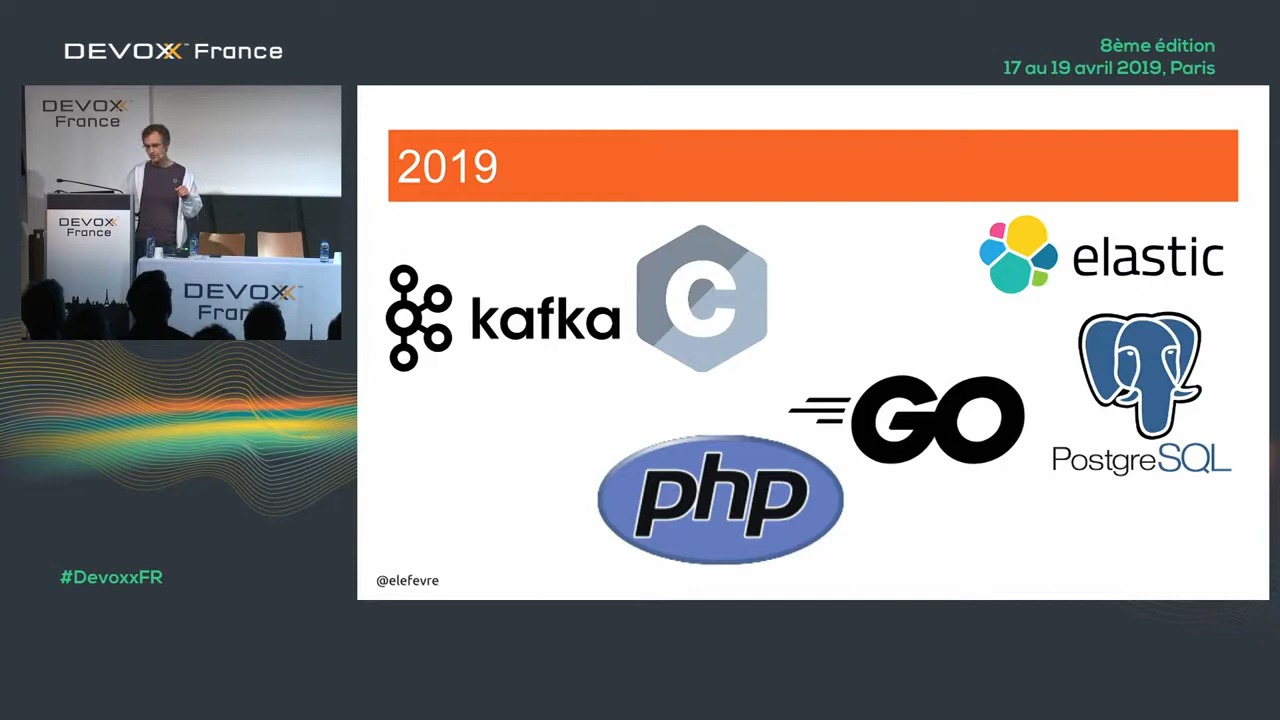 DEVOXX™ France
8ème édition
17 au 19 avril 2019, Paris
DEVOXX
France
DEVOXX
France
DEVOXX
France
#DevoxxFR
2019
kafka
C
elastic
GO
PostgreSQL
php
@elefevre